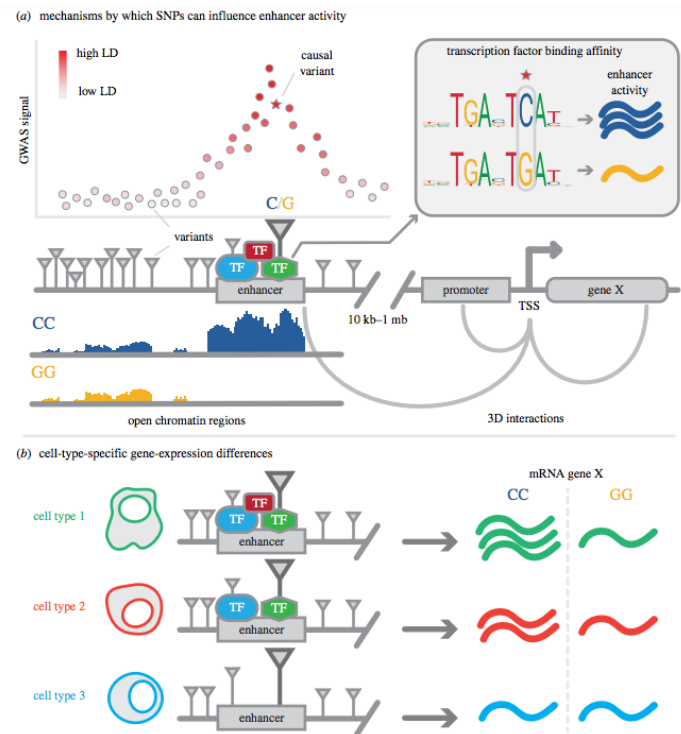 (a) mechanisms by which SNPs can influence enhancer activity
high LD
low LD
GWAS signal
causal
variant
transcription factor binding affinity
enhancer
activity
TGA TCAT
TGA TGAT
C/G
variants
TF
TF
TF
enhancer
promoter
TSS
gene X
10 kb–1 mb
CC
GG
open chromatin regions
3D interactions
(b) cell-type-specific gene-expression differences
mRNA gene X
CC
GG
cell type 1
TF
TF
TF
enhancer
cell type 2
TF
TF
enhancer
cell type 3
enhancer